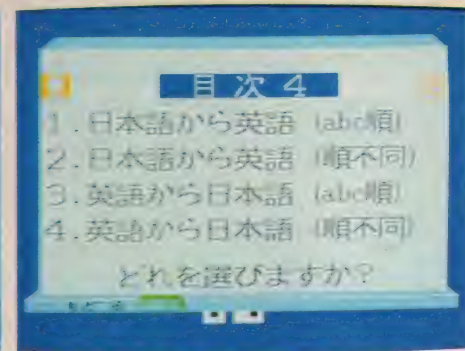 目次4
1.日本語から英語 (abc順)
2.日本語から英語 (順不同)
3.英語から日本語 (abc順)
4.英語から日本語 (順不同)
どれを選びますか?